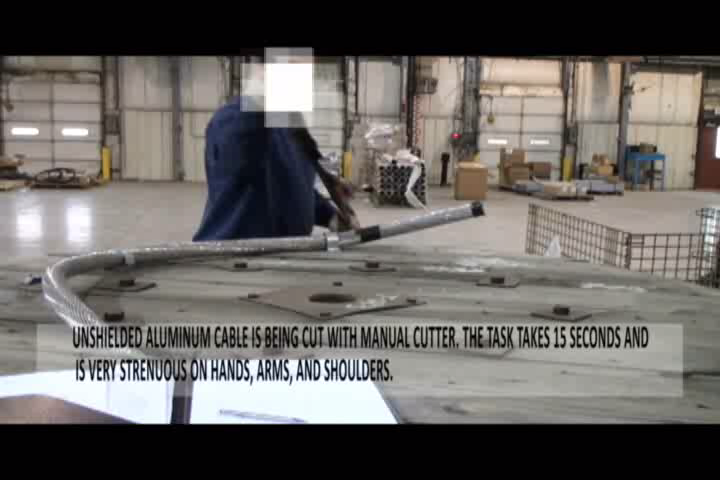 UNSHIELDED ALUMINUM CABLE IS BEING CUT WITH MANUAL CUTTER. THE TASK TAKES 15 SECONDS AND
IS VERY STRENUOUS ON HANDS, ARMS, AND SHOULDERS.